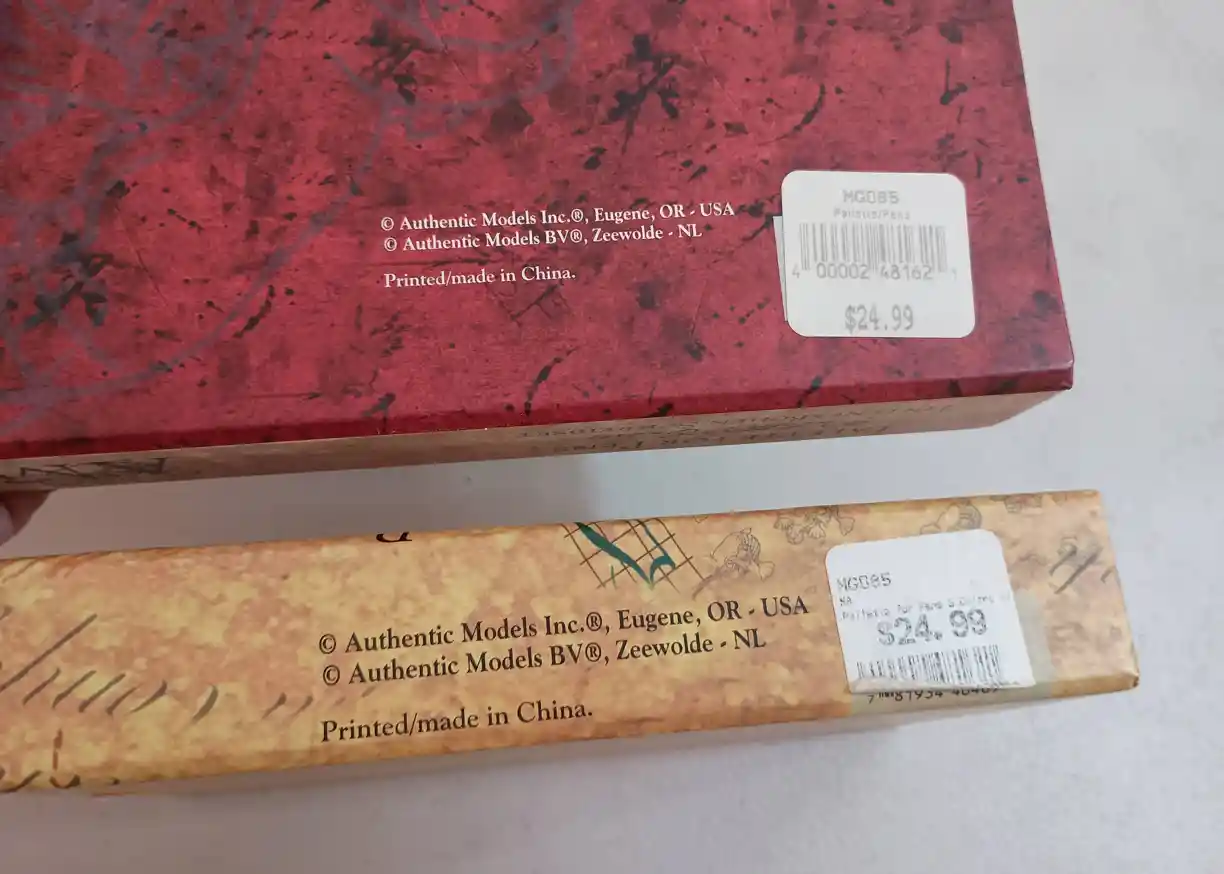 © Authentic Models Inc.®, Eugene, OR - USA
© Authentic Models BV®, Zeewolde - NL
Printed/made in China.
MG085
4 00002 48162 1
$24.99
© Authentic Models Inc.®, Eugene, OR - USA
© Authentic Models BV®, Zeewolde - NL
Printed/made in China.
MG085
NA
$24.99